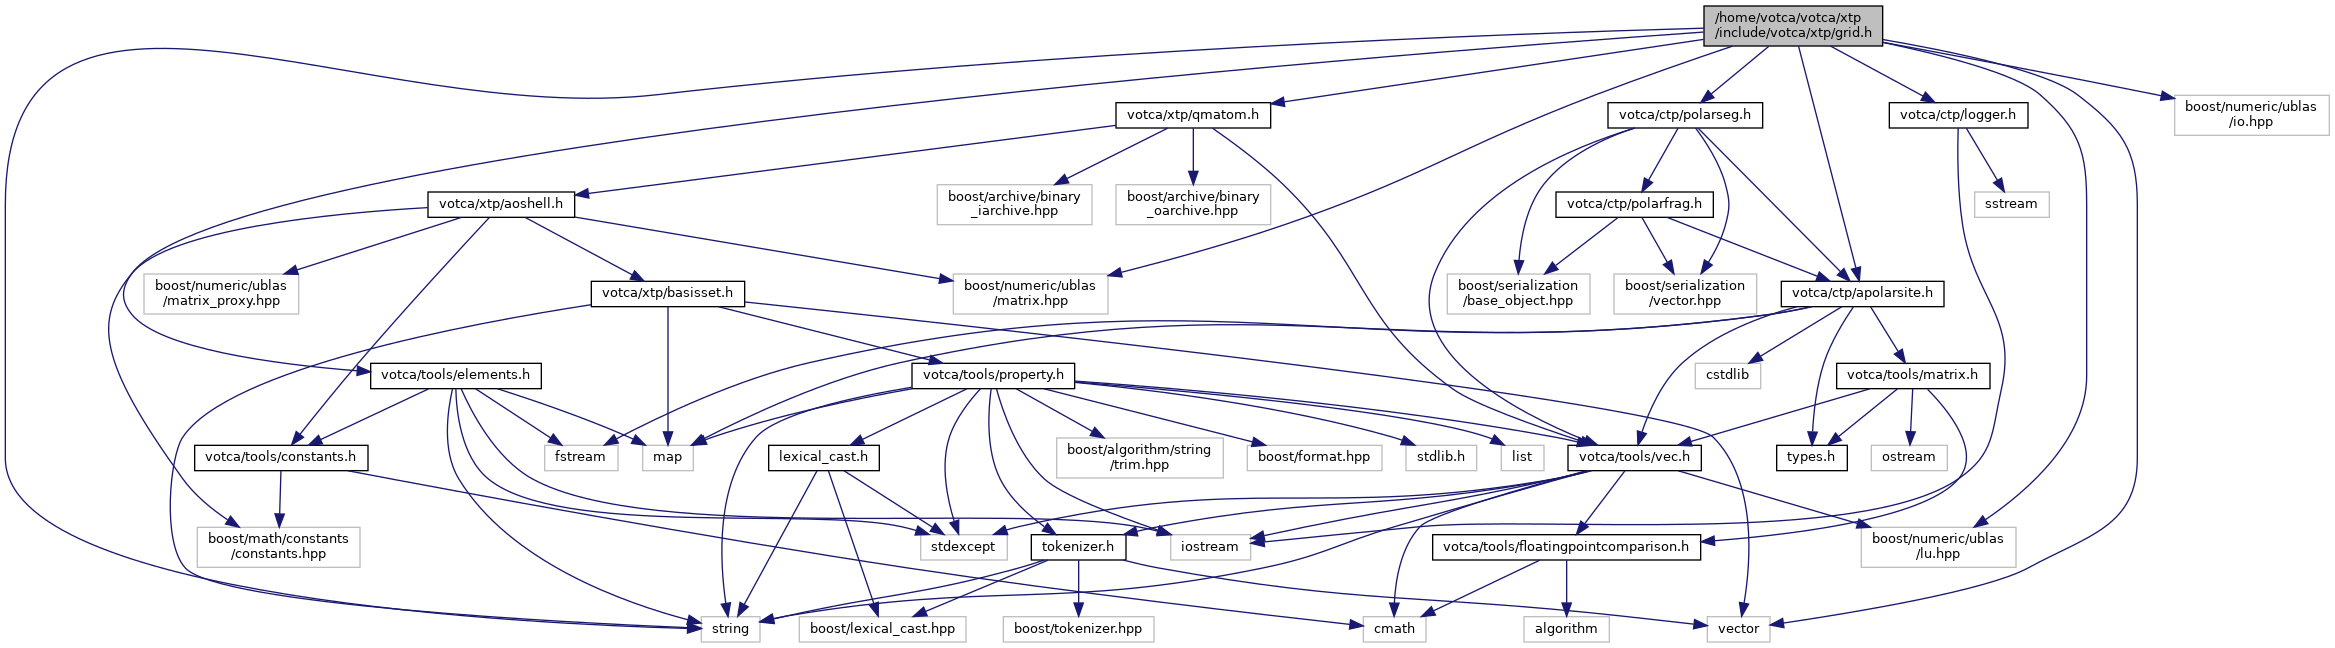 /home/votca/votca/xtp
/include/votca/xtp/grid.h
votca/xtp/qmatom.h
votca/ctp/polarseg.h
votca/ctp/logger.h
boost/numeric/ublas
/io.hpp
votca/xtp/aoshell.h
boost/archive/binary
_iarchive.hpp
boost/archive/binary
_oarchive.hpp
votca/ctp/polarfrag.h
sstream
boost/numeric/ublas
/matrix_proxy.hpp
votca/xtp/basisset.h
boost/numeric/ublas
/matrix.hpp
boost/serialization
/base_object.hpp
boost/serialization
/vector.hpp
votca/ctp/apolarsite.h
votca/tools/elements.h
votca/tools/property.h
cstdlib
votca/tools/matrix.h
votca/tools/constants.h
fstream
map
lexical_cast.h
boost/algorithm/string
/trim.hpp
boost/format.hpp
stdlib.h
list
votca/tools/vec.h
types.h
ostream
boost/math/constants
/constants.hpp
stdexcept
tokenizer.h
iostream
votca/tools/floatingpointcomparison.h
boost/numeric/ublas
/lu.hpp
string
boost/lexical_cast.hpp
boost/tokenizer.hpp
cmath
algorithm
vector